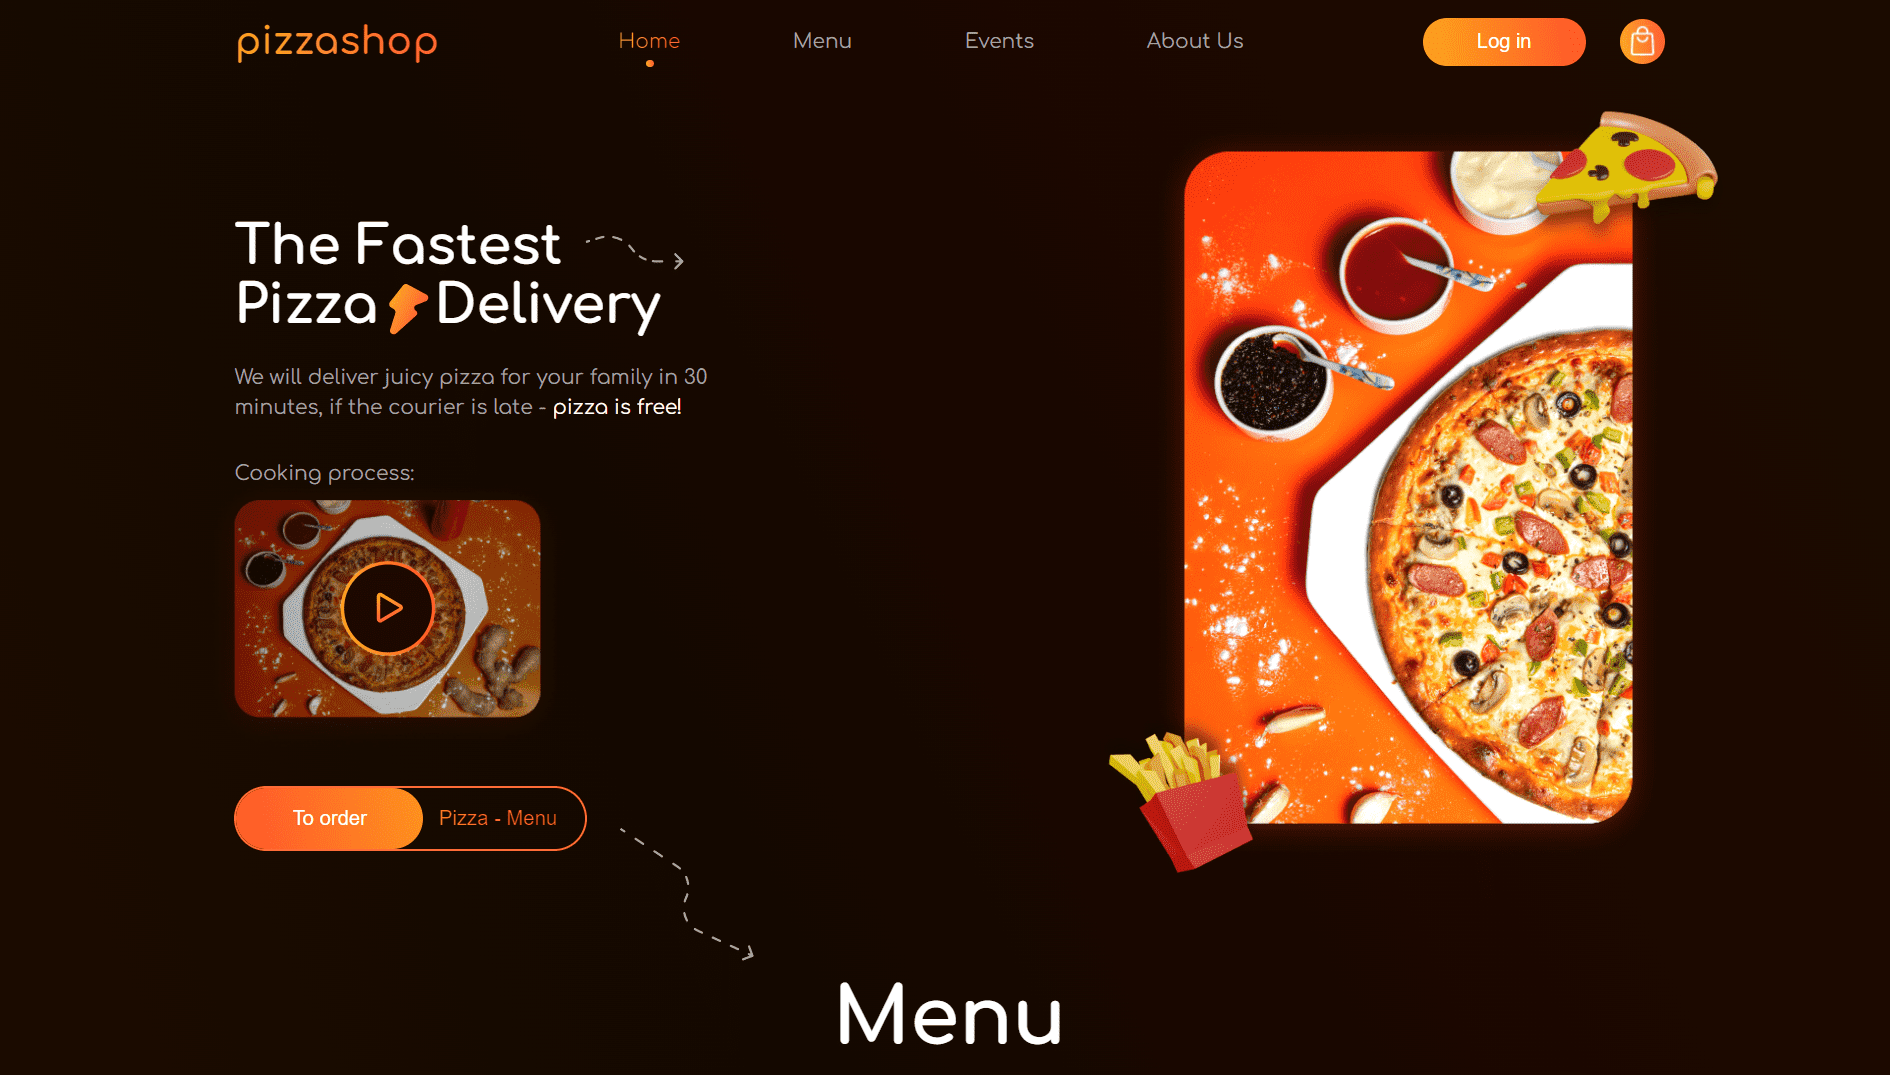 pizzashop
Home
Menu
Events
About Us
Log in
The Fastest
Pizza Delivery
We will deliver juicy pizza for your family in 30
minutes, if the courier is late - pizza is free!
Cooking process:
To order
Pizza - Menu
Menu